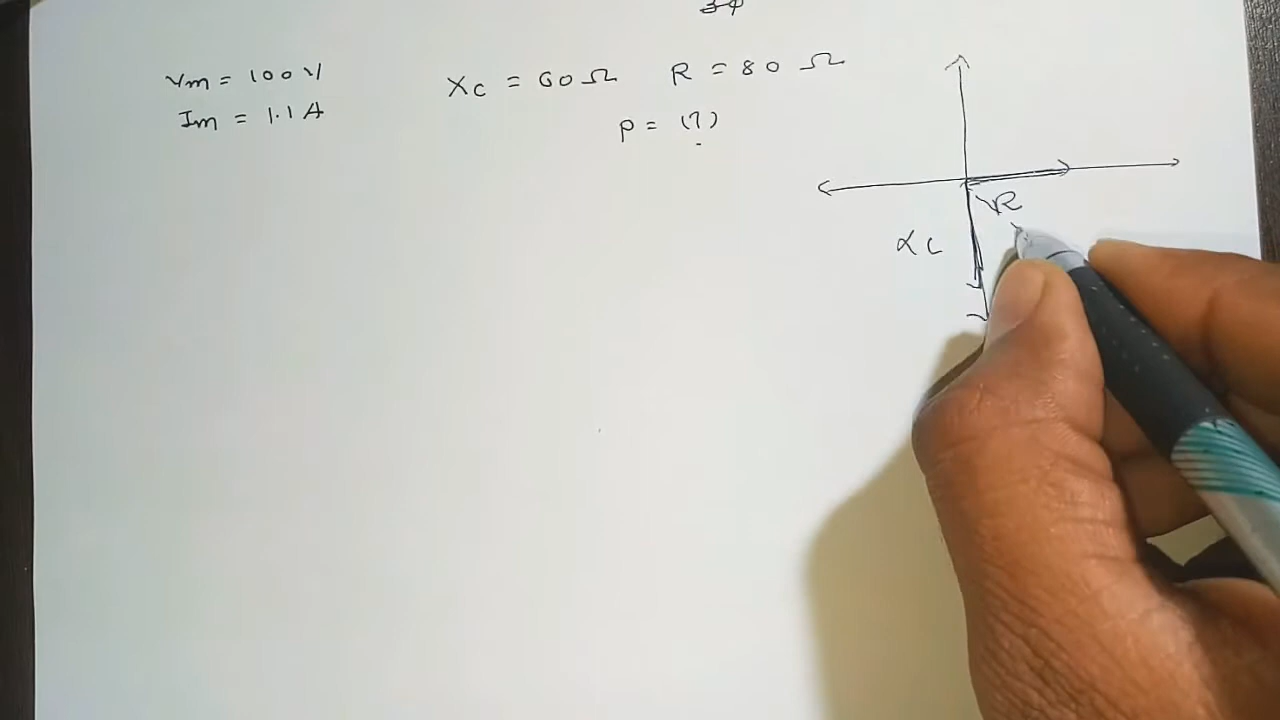 Vm = 100 V
Im = 1.1 A
Xc = 60 Ω R = 80 Ω
P = (?)
R
Xc